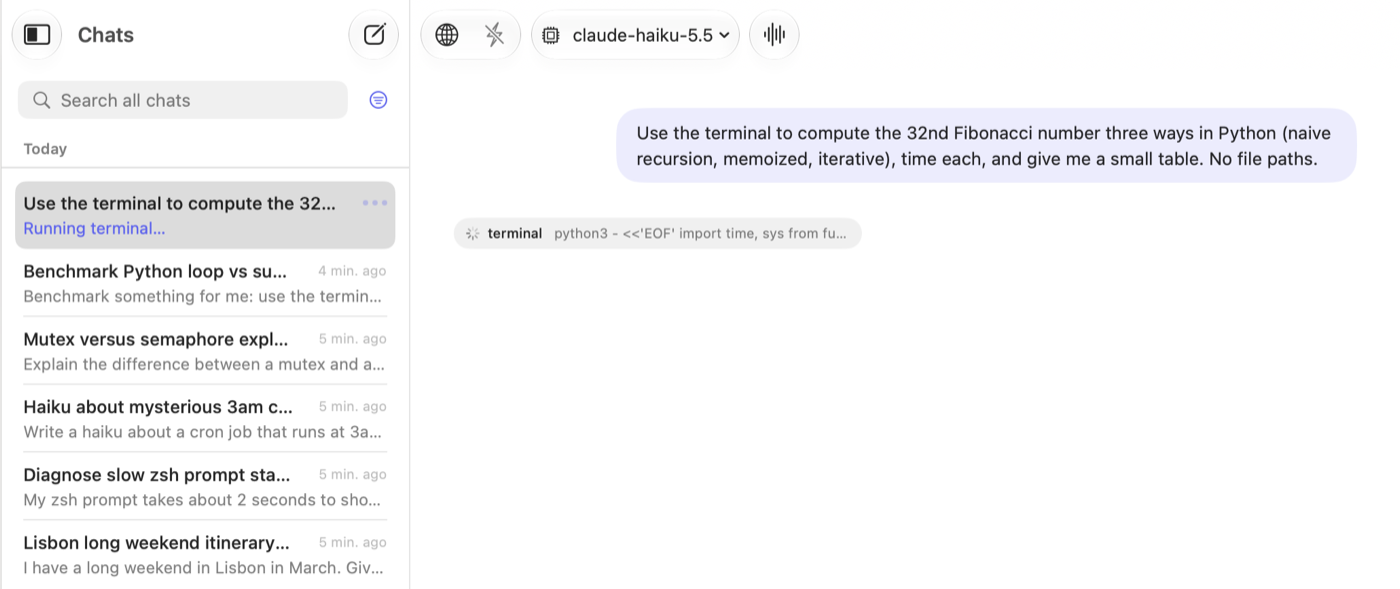 Chats
claude-haiku-5.5
Search all chats
Today
Use the terminal to compute the 32...
Running terminal...
Benchmark Python loop vs su...
4 min. ago
Benchmark something for me: use the termin...
Mutex versus semaphore expl...
5 min. ago
Explain the difference between a mutex and a...
Haiku about mysterious 3am c...
5 min. ago
Write a haiku about a cron job that runs at 3a...
Diagnose slow zsh prompt sta...
5 min. ago
My zsh prompt takes about 2 seconds to sho...
Lisbon long weekend itinerary...
5 min. ago
I have a long weekend in Lisbon in March. Giv...
Use the terminal to compute the 32nd Fibonacci number three ways in Python (naive
recursion, memoized, iterative), time each, and give me a small table. No file paths.
terminal python3 - <<'EOF' import time, sys from fu...